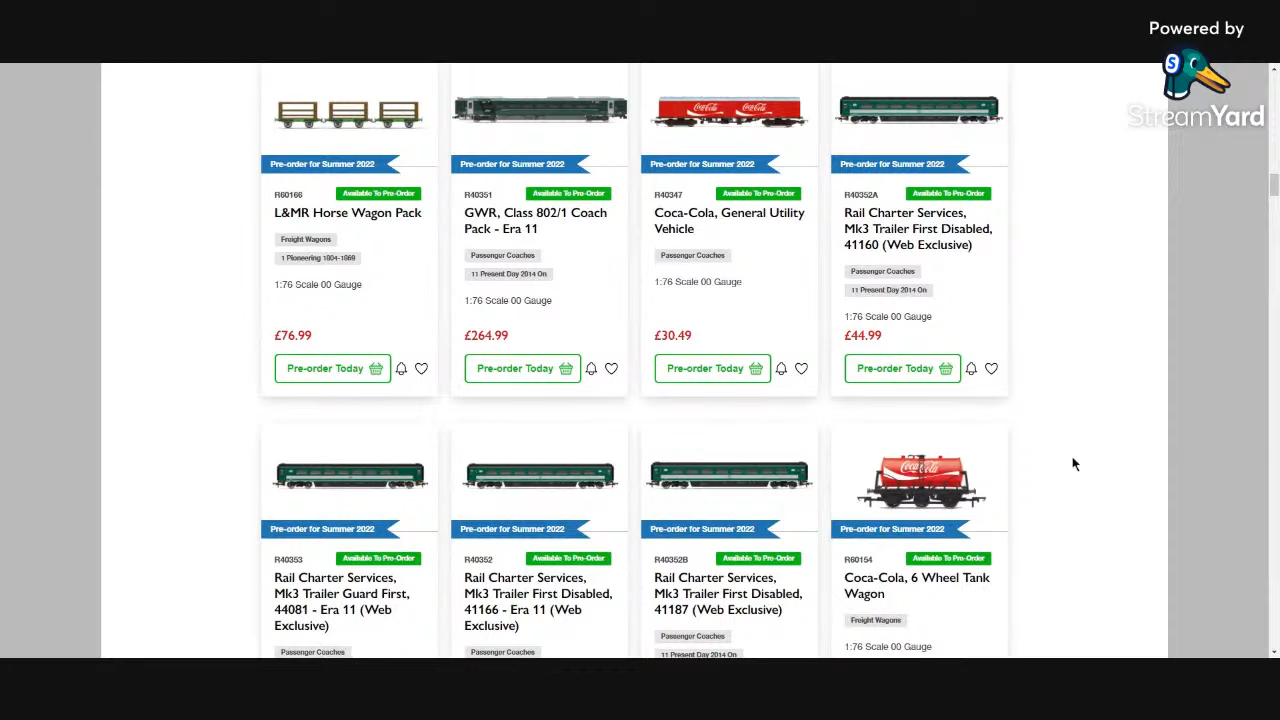 Powered by
StreamYard
Coca-Cola Coca-Cola
Pre-order for Summer 2022
Pre-order for Summer 2022
Pre-order for Summer 2022
Pre-order for Summer 2022
R60166 Available To Pre-Order
L&MR Horse Wagon Pack
Freight Wagons
1 Pioneering 1804-1869
1:76 Scale 00 Gauge
£76.99
Pre-order Today
R40351 Available To Pre-Order
GWR, Class 802/1 Coach
Pack - Era 11
Passenger Coaches
11 Present Day 2014 On
1:76 Scale 00 Gauge
£264.99
Pre-order Today
R40347 Available To Pre-Order
Coca-Cola, General Utility
Vehicle
Passenger Coaches
1:76 Scale 00 Gauge
£30.49
Pre-order Today
R40352A Available To Pre-Order
Rail Charter Services,
Mk3 Trailer First Disabled,
41160 (Web Exclusive)
Passenger Coaches
11 Present Day 2014 On
1:76 Scale 00 Gauge
£44.99
Pre-order Today
Coca-Cola
Pre-order for Summer 2022
Pre-order for Summer 2022
Pre-order for Summer 2022
Pre-order for Summer 2022
R40353 Available To Pre-Order
Rail Charter Services,
Mk3 Trailer Guard First,
44081 - Era 11 (Web
Exclusive)
Passenger Coaches
R40352 Available To Pre-Order
Rail Charter Services,
Mk3 Trailer First Disabled,
41166 - Era 11 (Web
Exclusive)
Passenger Coaches
R40352B Available To Pre-Order
Rail Charter Services,
Mk3 Trailer First Disabled,
41187 (Web Exclusive)
Passenger Coaches
11 Present Day 2014 On
R60154 Available To Pre-Order
Coca-Cola, 6 Wheel Tank
Wagon
Freight Wagons
1:76 Scale 00 Gauge